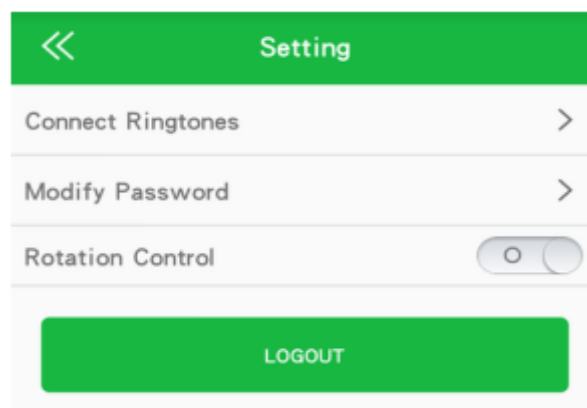 Setting
Connect Ringtones
Modify Password
Rotation Control
LOGOUT